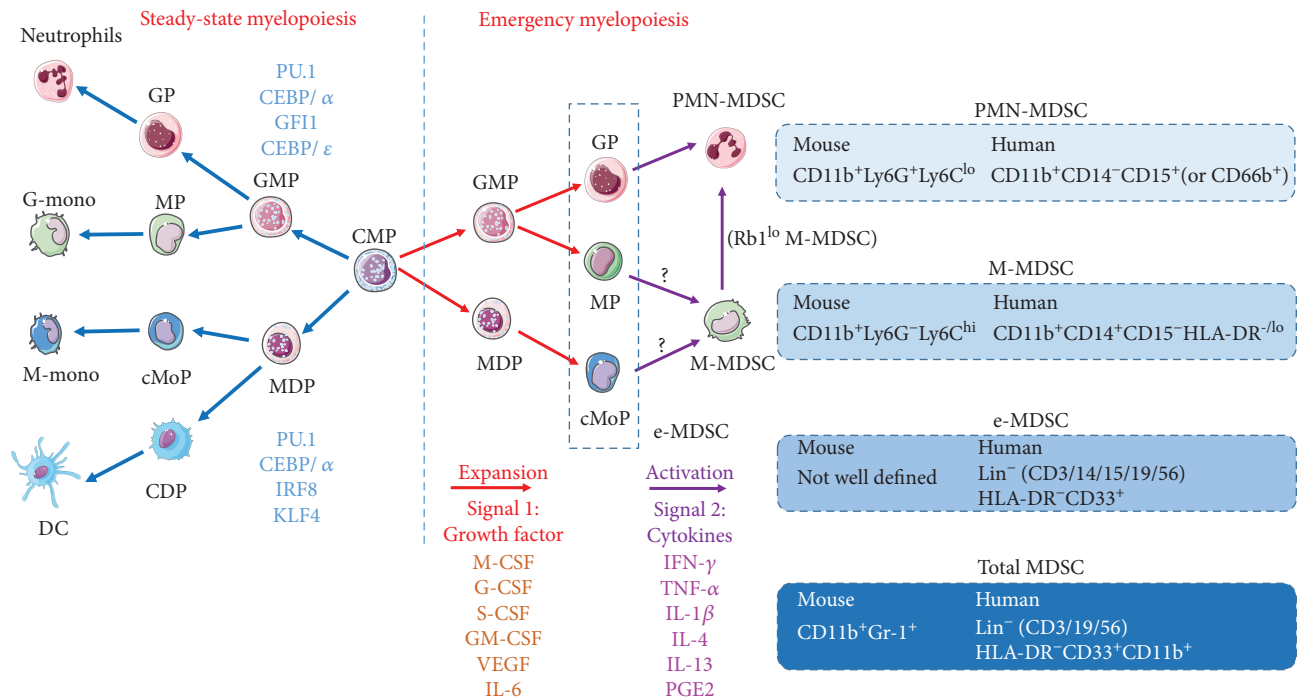 Steady-state myelopoiesis
Neutrophils
GP
PU.1
CEBP/ α
GFI1
CEBP/ ε
GMP
G-mono
MP
CMP
M-mono
cMoP
MDP
CDP
DC
PU.1
CEBP/ α
IRF8
KLF4
Emergency myelopoiesis
GMP
MDP
GP
MP
cMoP
PMN-MDSC
(Rb1ˡᵒ M-MDSC)
?
?
M-MDSC
e-MDSC
Expansion
Signal 1:
Growth factor
M-CSF
G-CSF
S-CSF
GM-CSF
VEGF
IL-6
Activation
Signal 2:
Cytokines
IFN-γ
TNF-α
IL-1β
IL-4
IL-13
PGE2
PMN-MDSC
Mouse Human
CD11b⁺Ly6G⁺Ly6Cˡᵒ CD11b⁺CD14⁻CD15⁺(or CD66b⁺)
M-MDSC
Mouse Human
CD11b⁺Ly6G⁻Ly6Cʰⁱ CD11b⁺CD14⁺CD15⁻HLA-DR⁻/ˡᵒ
e-MDSC
Mouse Human
Not well defined Lin⁻ (CD3/14/15/19/56)
HLA-DR⁻CD33⁺
Total MDSC
Mouse Human
CD11b⁺Gr-1⁺ Lin⁻ (CD3/19/56)
HLA-DR⁻CD33⁺CD11b⁺